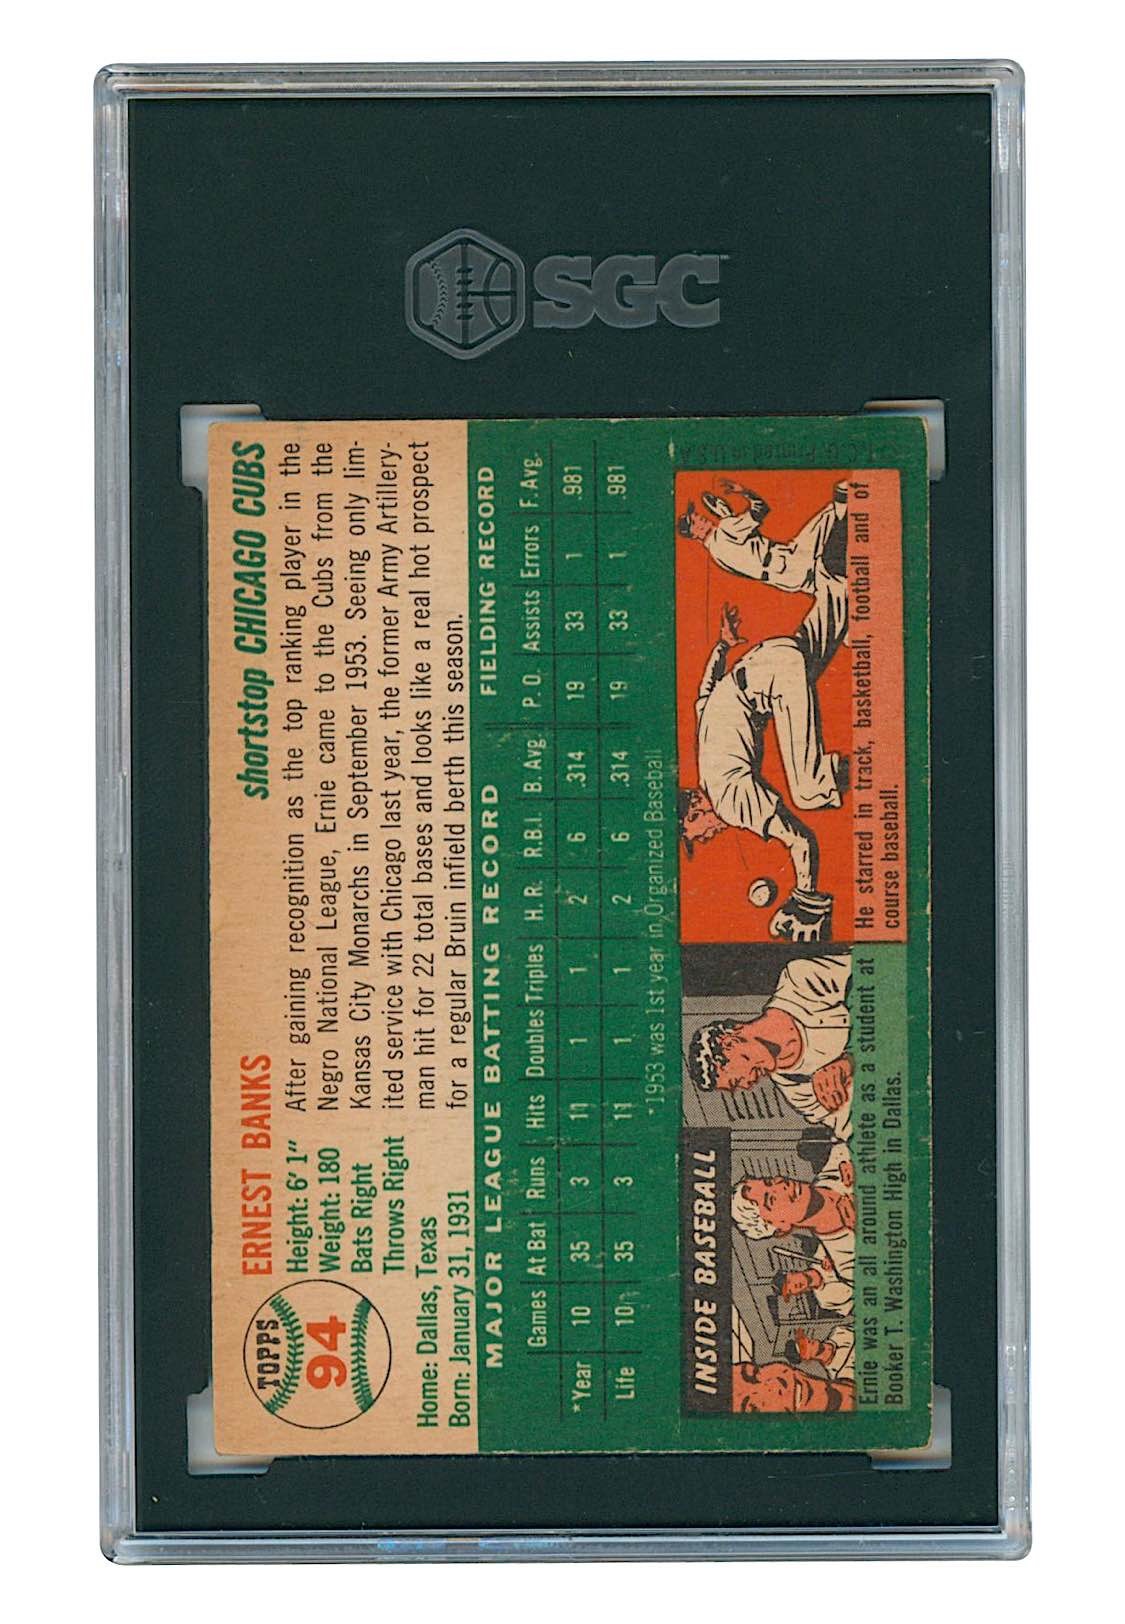 SGC
TOPPS
94
ERNEST BANKS
shortstop CHICAGO CUBS
Height: 6' 1"
Weight: 180
Bats Right
Throws Right
Home: Dallas, Texas
Born: January 31, 1931
After gaining recognition as the top ranking player in the
Negro National League, Ernie came to the Cubs from the
Kansas City Monarchs in September 1953. Seeing only lim-
ited service with Chicago last year, the former Army Artillery-
man hit for 22 total bases and looks like a real hot prospect
for a regular Bruin infield berth this season.
MAJOR LEAGUE BATTING RECORD FIELDING RECORD
Games At Bat Runs Hits Doubles Triples H. R. R.B.I. B. Avg. P. O. Assists Errors F. Avg.
*Year 10 35 3 11 1 1 2 6 .314 19 33 1 .981
Life 10 35 3 11 1 1 2 6 .314 19 33 1 .981
*1953 was 1st year in Organized Baseball
INSIDE BASEBALL
Ernie was an all around athlete as a student at
Booker T. Washington High in Dallas.
He starred in track, basketball, football and of
course baseball.
T. C. G. Printed in U.S.A.